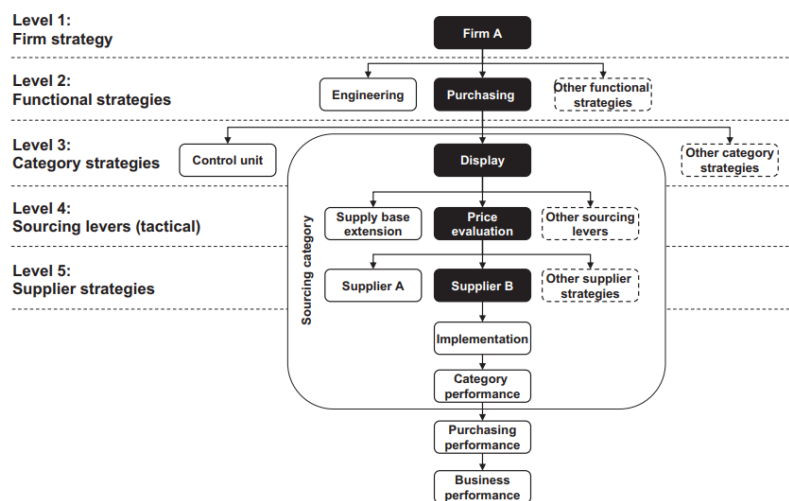 Level 1:
Firm strategy
Firm A
Level 2:
Functional strategies
Engineering
Purchasing
Other functional
strategies
Level 3:
Category strategies
Control unit
Display
Other category
strategies
Level 4:
Sourcing levers (tactical)
Supply base
extension
Price
evaluation
Other sourcing
levers
Level 5:
Supplier strategies
Supplier A
Supplier B
Other supplier
strategies
Sourcing category
Implementation
Category
performance
Purchasing
performance
Business
performance